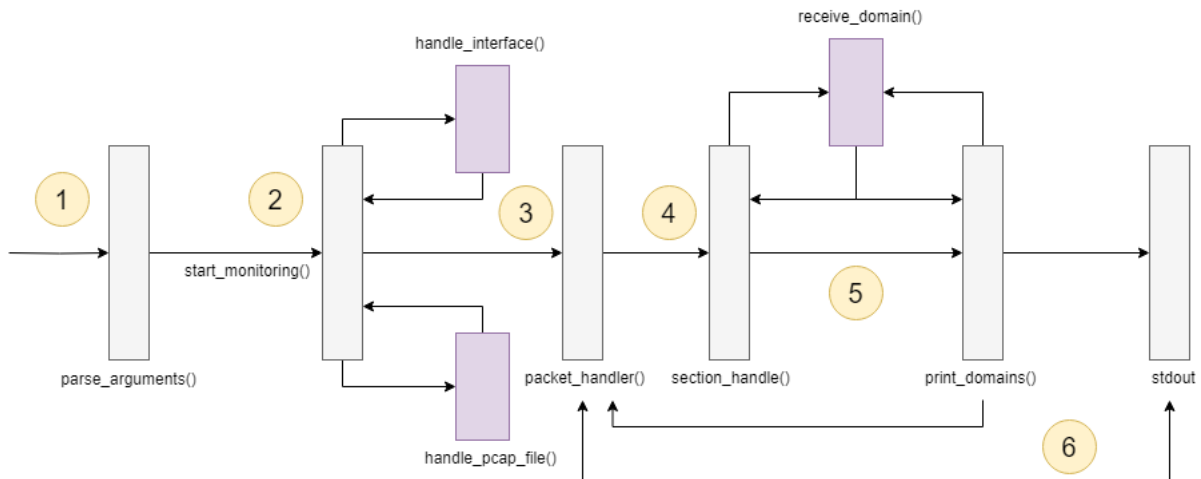 receive_domain()
handle_interface()
1
2
3
4
start_monitoring()
5
parse_arguments()
packet_handler()
section_handle()
print_domains()
stdout
6
handle_pcap_file()